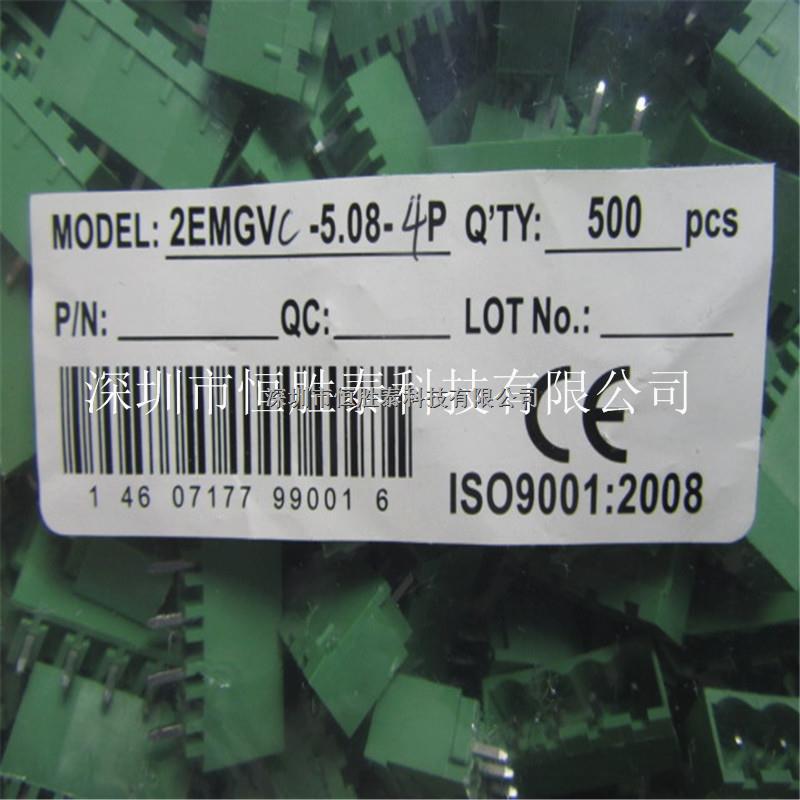 MODEL: 2EMGVC -5.08-4P Q'TY: 500 pcs
P/N: QC: LOT No.:
深圳市恒胜泰科技有限公司
深圳市恒胜泰科技有限公司
CE
1 46 07177 99001 6
ISO9001:2008